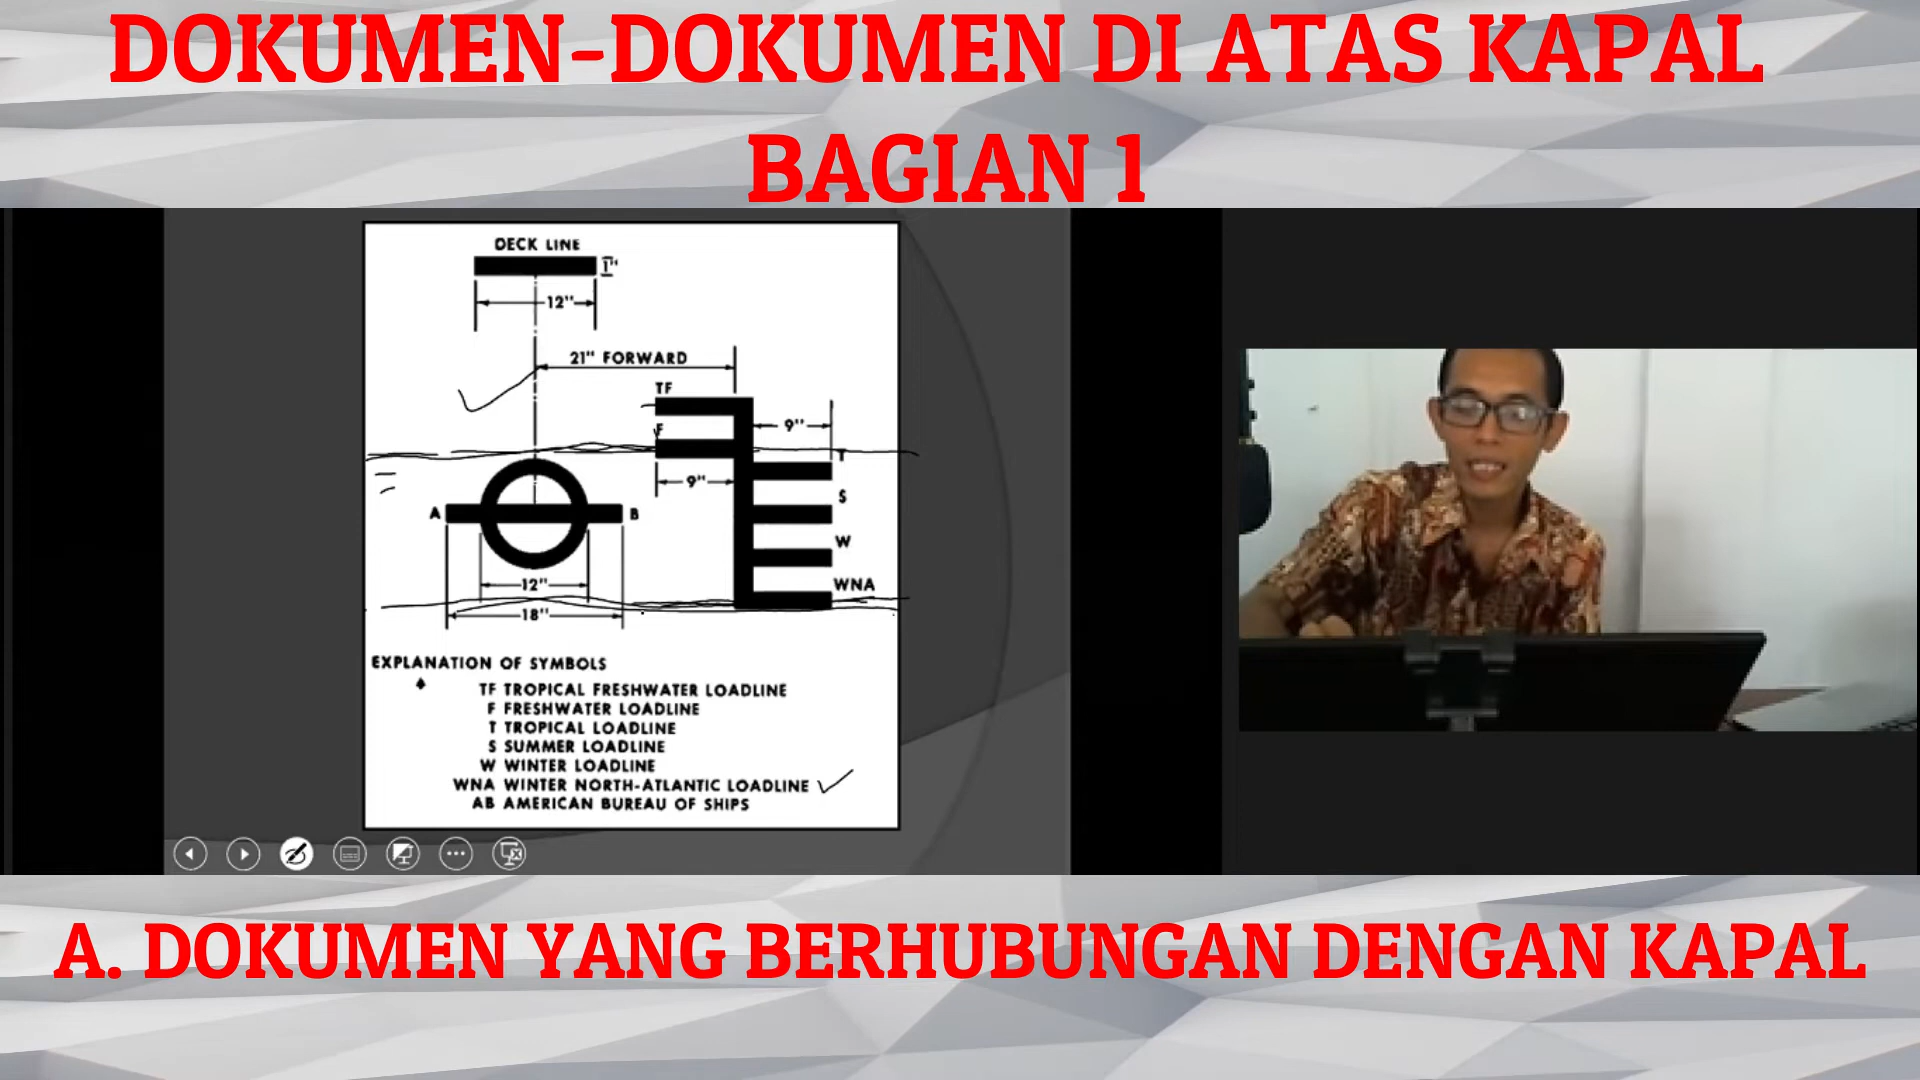 DOKUMEN-DOKUMEN DI ATAS KAPAL
BAGIAN 1
DECK LINE
1"
12"
21" FORWARD
TF
9"
F
T
9"
S
A
B
W
12"
WNA
18"
EXPLANATION OF SYMBOLS
TF TROPICAL FRESHWATER LOADLINE
F FRESHWATER LOADLINE
T TROPICAL LOADLINE
S SUMMER LOADLINE
W WINTER LOADLINE
WNA WINTER NORTH-ATLANTIC LOADLINE
AB AMERICAN BUREAU OF SHIPS
A. DOKUMEN YANG BERHUBUNGAN DENGAN KAPAL